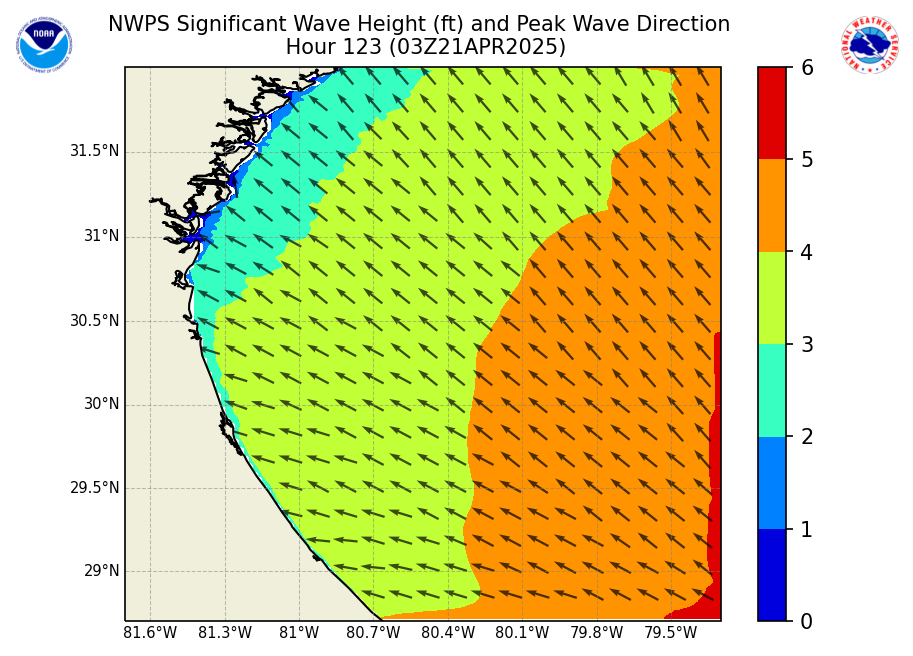 NWPS Significant Wave Height (ft) and Peak Wave Direction
Hour 123 (03Z21APR2025)
NOAA
NATIONAL WEATHER SERVICE
31.5°N
31°N
30.5°N
30°N
29.5°N
29°N
81.6°W 81.3°W 81°W 80.7°W 80.4°W 80.1°W 79.8°W 79.5°W
6
5
4
3
2
1
0